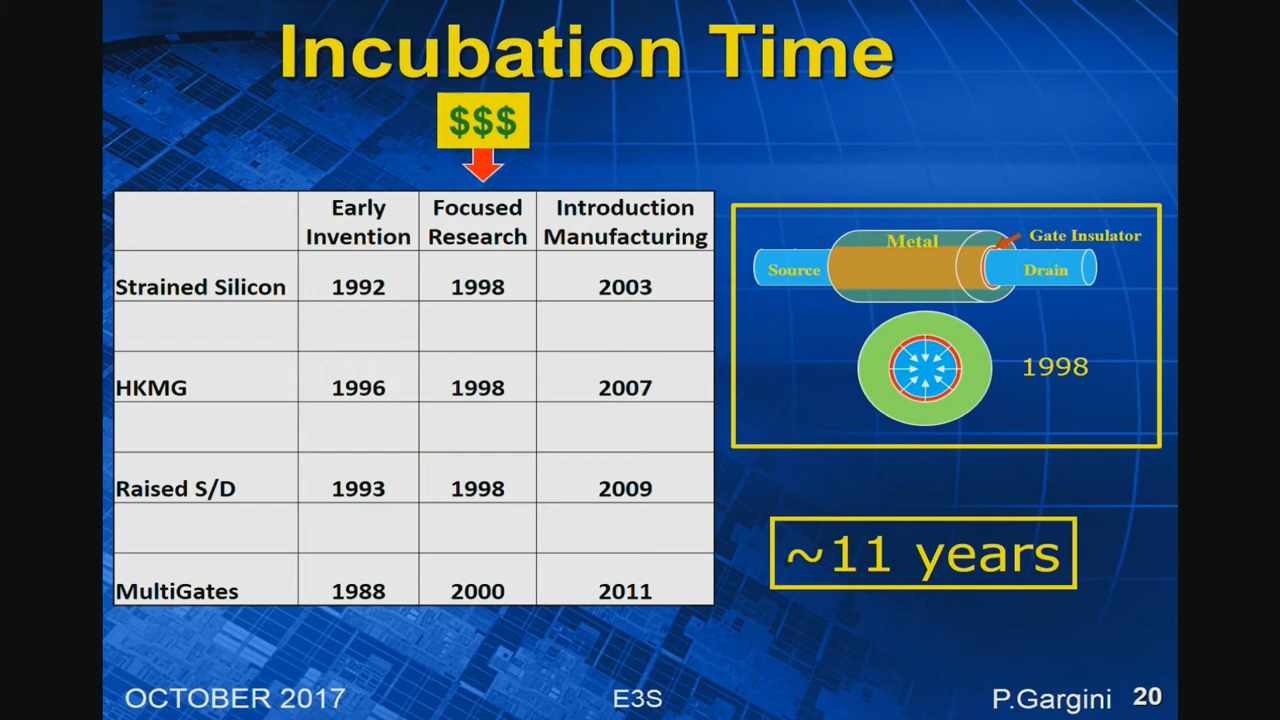 Incubation Time
$$$
Early Invention Focused Research Introduction Manufacturing
Strained Silicon 1992 1998 2003
HKMG 1996 1998 2007
Raised S/D 1993 1998 2009
MultiGates 1988 2000 2011
Metal Gate Insulator
Source Drain
1998
~11 years
OCTOBER 2017 E3S P.Gargini 20